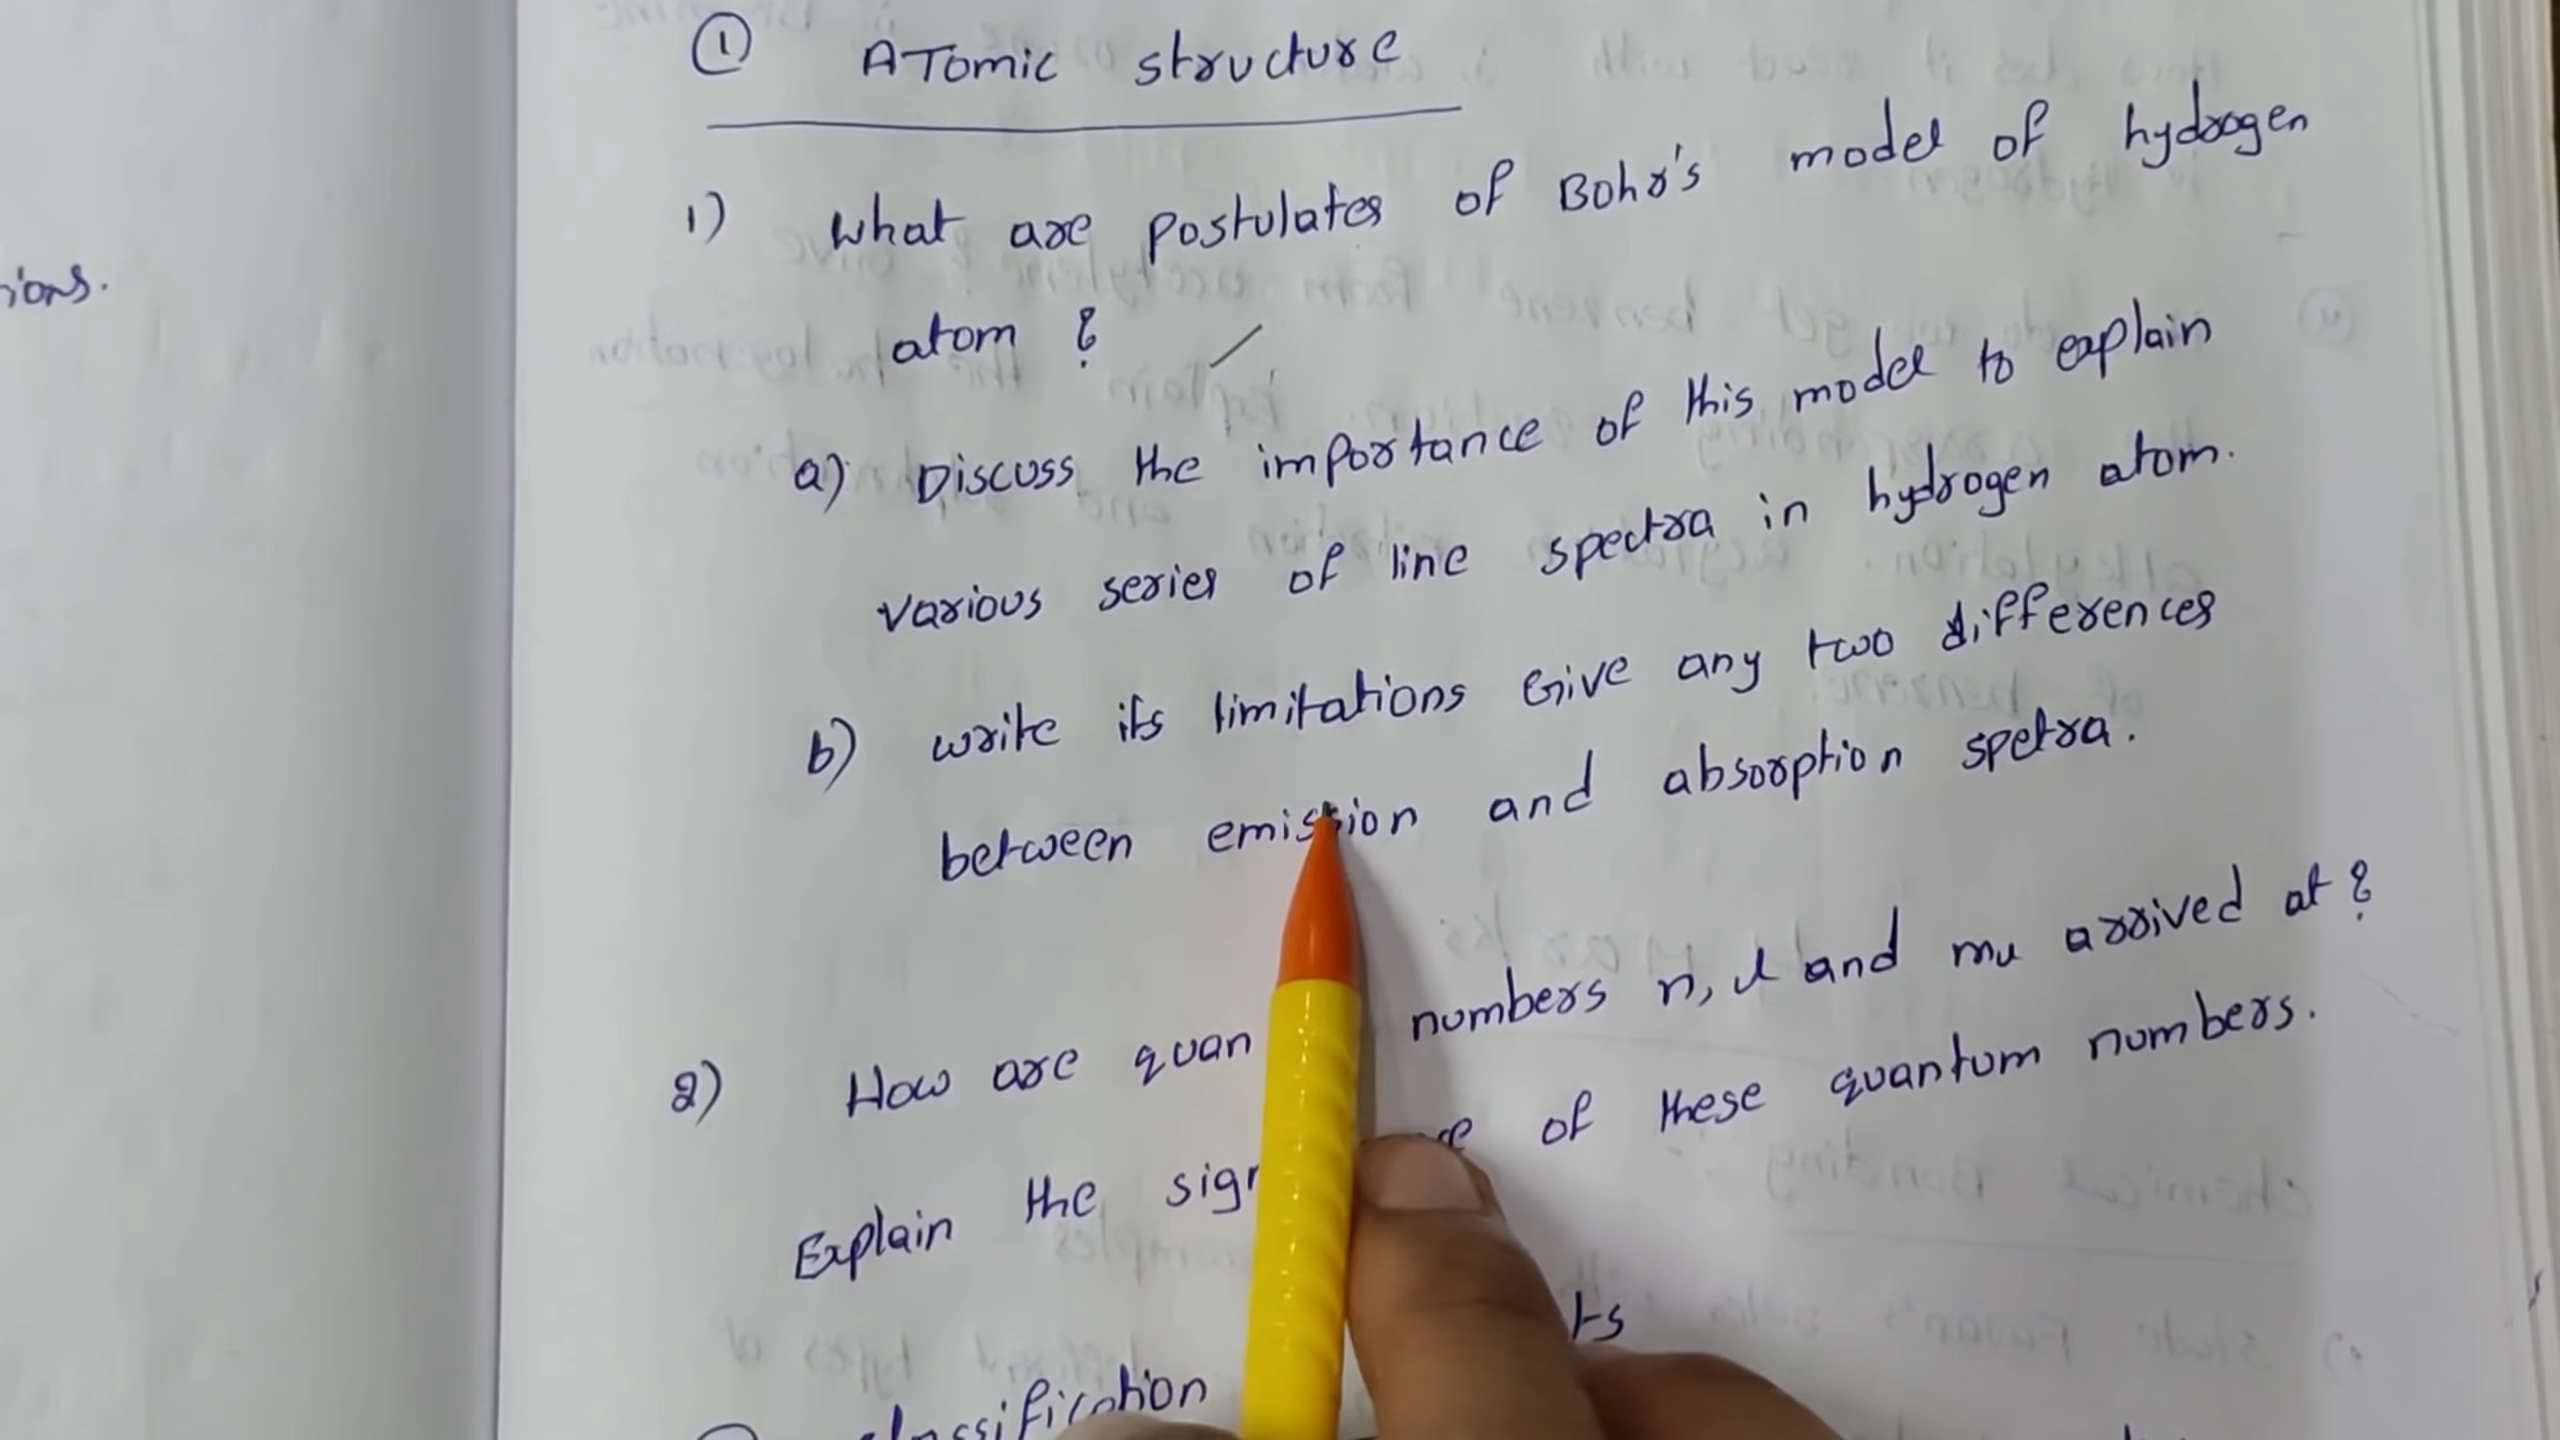 ions.
① ATomic structure
1) What are postulates of Bohr's model of hydrogen
atom ?
a) Discuss the importance of this model to explain
various series of line spectra in hydrogen atom.
b) write its limitations Give any two differences
between emission and absorption spetra.
2) How are quan numbers n, l and m arrived at ?
Explain the of these quantum numbers.
classification